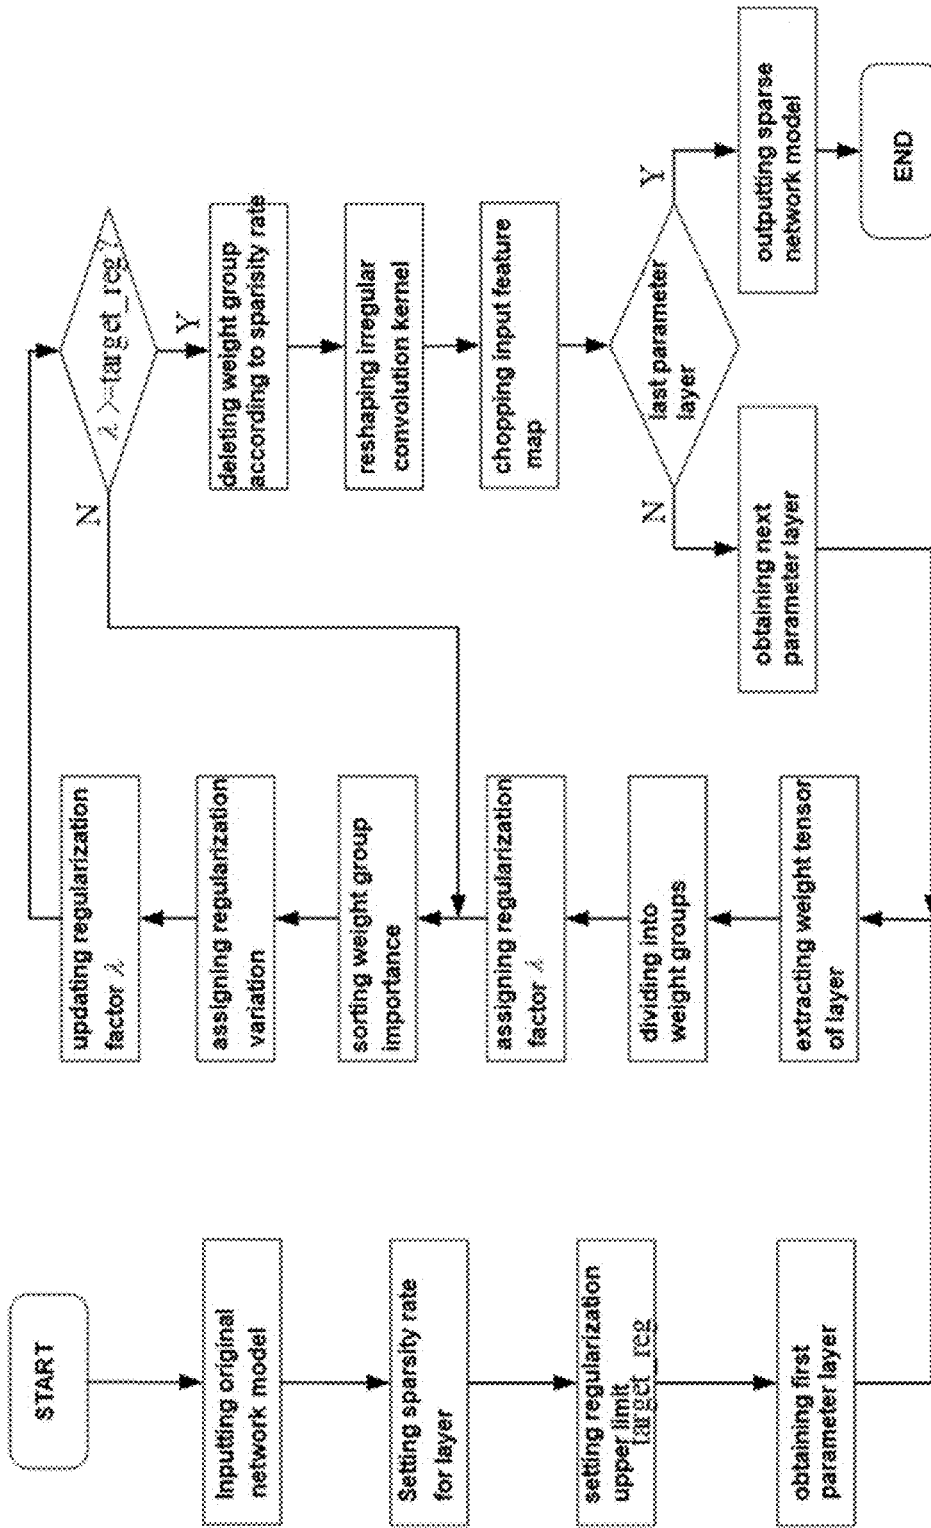 START
Inputting original
network model
Setting sparsity rate
for layer
setting regularization
upper limit
target_reg
obtaining first
parameter layer
updating regularization
factor λ
assigning regularization
variation
sorting weight group
importance
assigning regularization
factor λ
dividing into
weight groups
extracting weight tensor
of layer
λ >=target_reg?
N
Y
deleting weight group
according to sparisity rate
reshaping irregular
convolution kernel
chopping input feature
map
last parameter
layer
N
Y
obtaining next
parameter layer
outputting sparse
network model
END